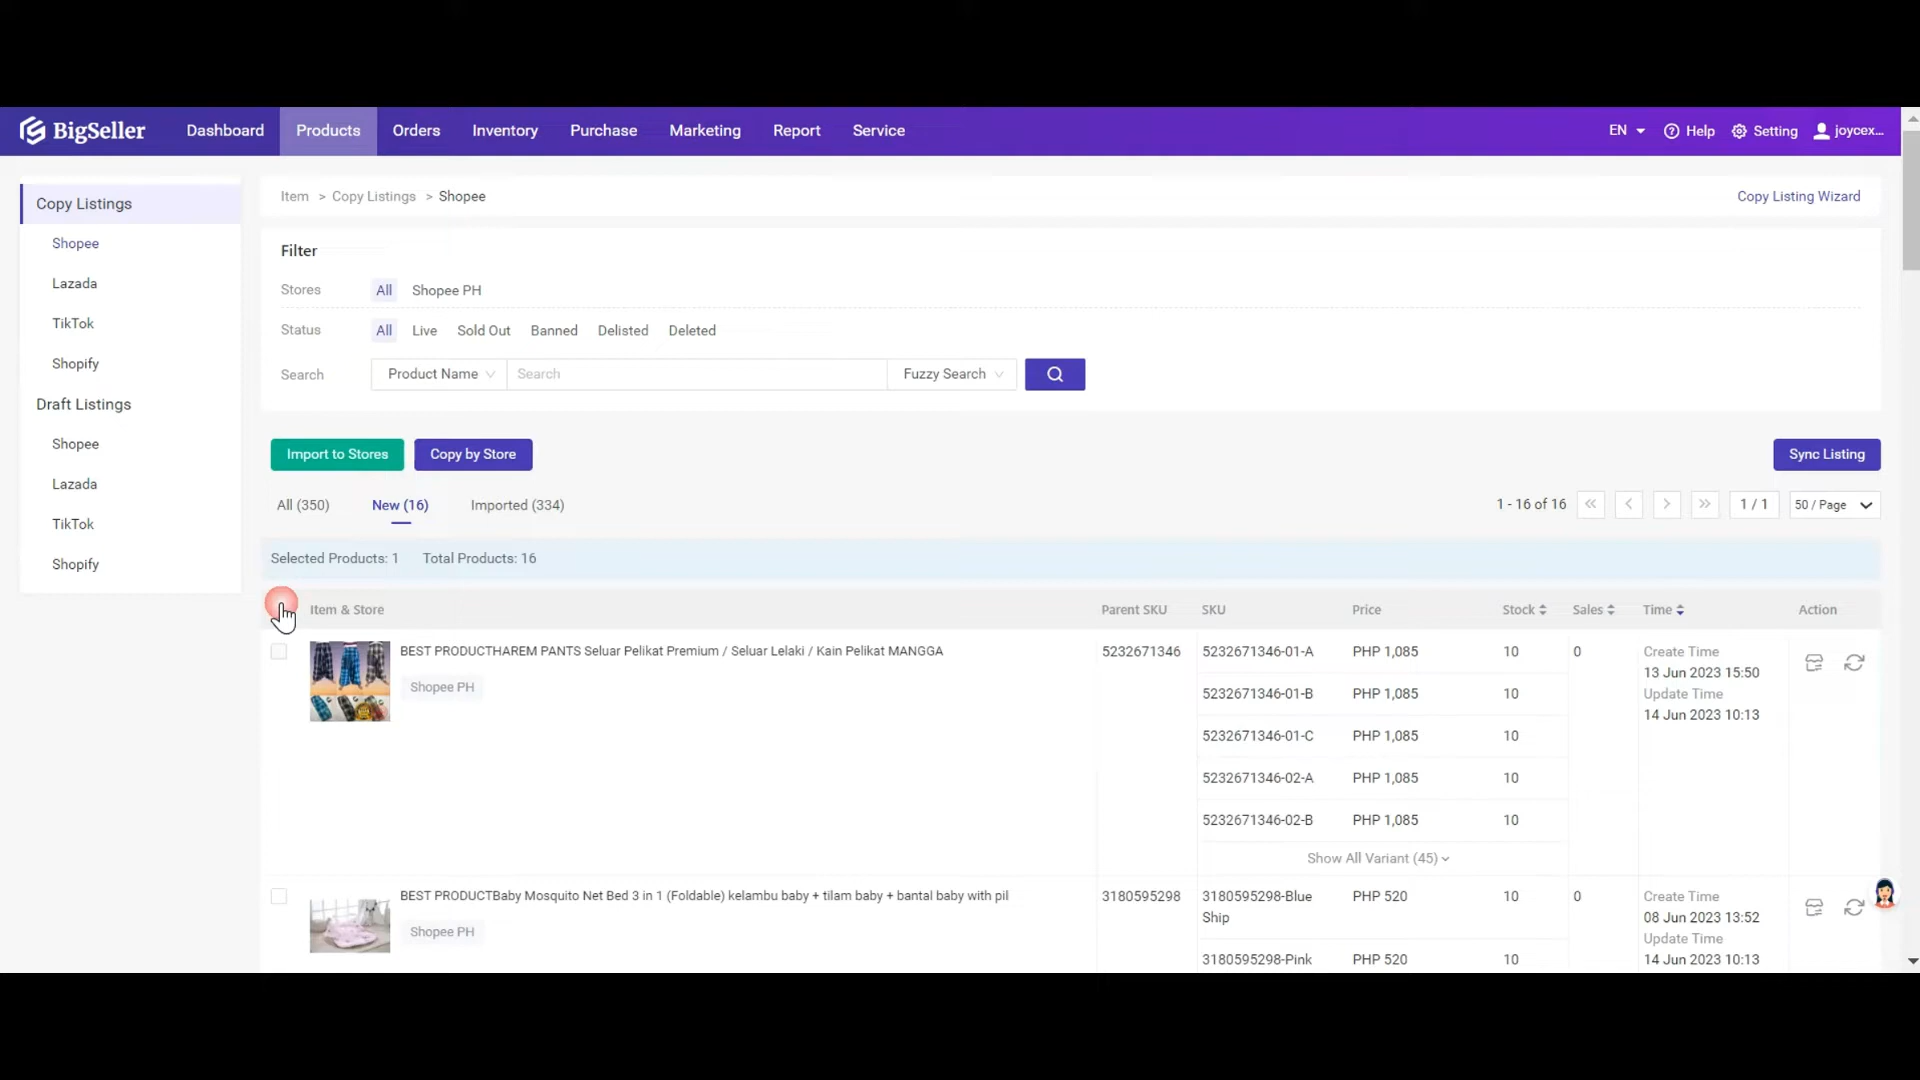 BigSeller Dashboard Products Orders Inventory Purchase Marketing Report Service EN Help Setting joycex...
Copy Listings
Shopee
Lazada
TikTok
Shopify
Draft Listings
Shopee
Lazada
TikTok
Shopify
Item > Copy Listings > Shopee Copy Listing Wizard
Filter
Stores All Shopee PH
Status All Live Sold Out Banned Delisted Deleted
Search Product Name Search Fuzzy Search
Import to Stores Copy by Store Sync Listing
All (350) New (16) Imported (334) 1 - 16 of 16 1 / 1 50 / Page
Selected Products: 1 Total Products: 16
Item & Store Parent SKU SKU Price Stock Sales Time Action
BEST PRODUCTHAREM PANTS Seluar Pelikat Premium / Seluar Lelaki / Kain Pelikat MANGGA 5232671346 5232671346-01-A PHP 1,085 10 0 Create Time
13 Jun 2023 15:50
Shopee PH 5232671346-01-B PHP 1,085 10 Update Time
14 Jun 2023 10:13
5232671346-01-C PHP 1,085 10
5232671346-02-A PHP 1,085 10
5232671346-02-B PHP 1,085 10
Show All Variant (45)
BEST PRODUCTBaby Mosquito Net Bed 3 in 1 (Foldable) kelambu baby + tilam baby + bantal baby with pil 3180595298 3180595298-Blue PHP 520 10 0 Create Time
Ship 08 Jun 2023 13:52
Shopee PH Update Time
3180595298-Pink PHP 520 10 14 Jun 2023 10:13